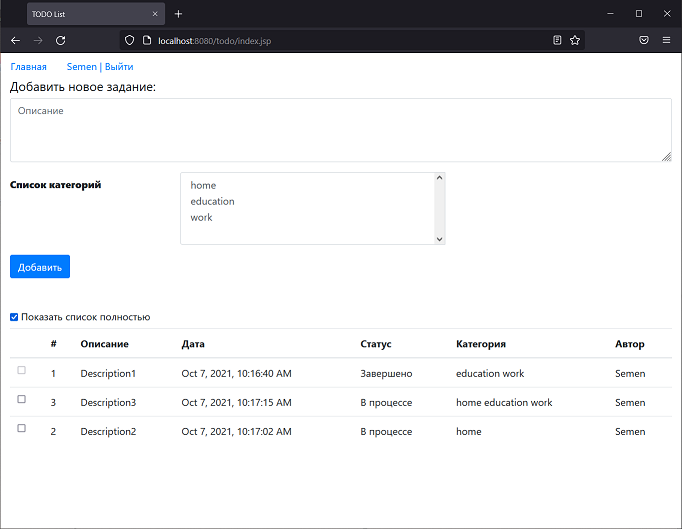 TODO List
localhost:8080/todo/index.jsp
Главная Semen | Выйти
Добавить новое задание:
Описание
Список категорий
home
education
work
Добавить
Показать список полностью
# Описание Дата Статус Категория Автор
1 Description1 Oct 7, 2021, 10:16:40 AM Завершено education work Semen
3 Description3 Oct 7, 2021, 10:17:15 AM В процессе home education work Semen
2 Description2 Oct 7, 2021, 10:17:02 AM В процессе home Semen